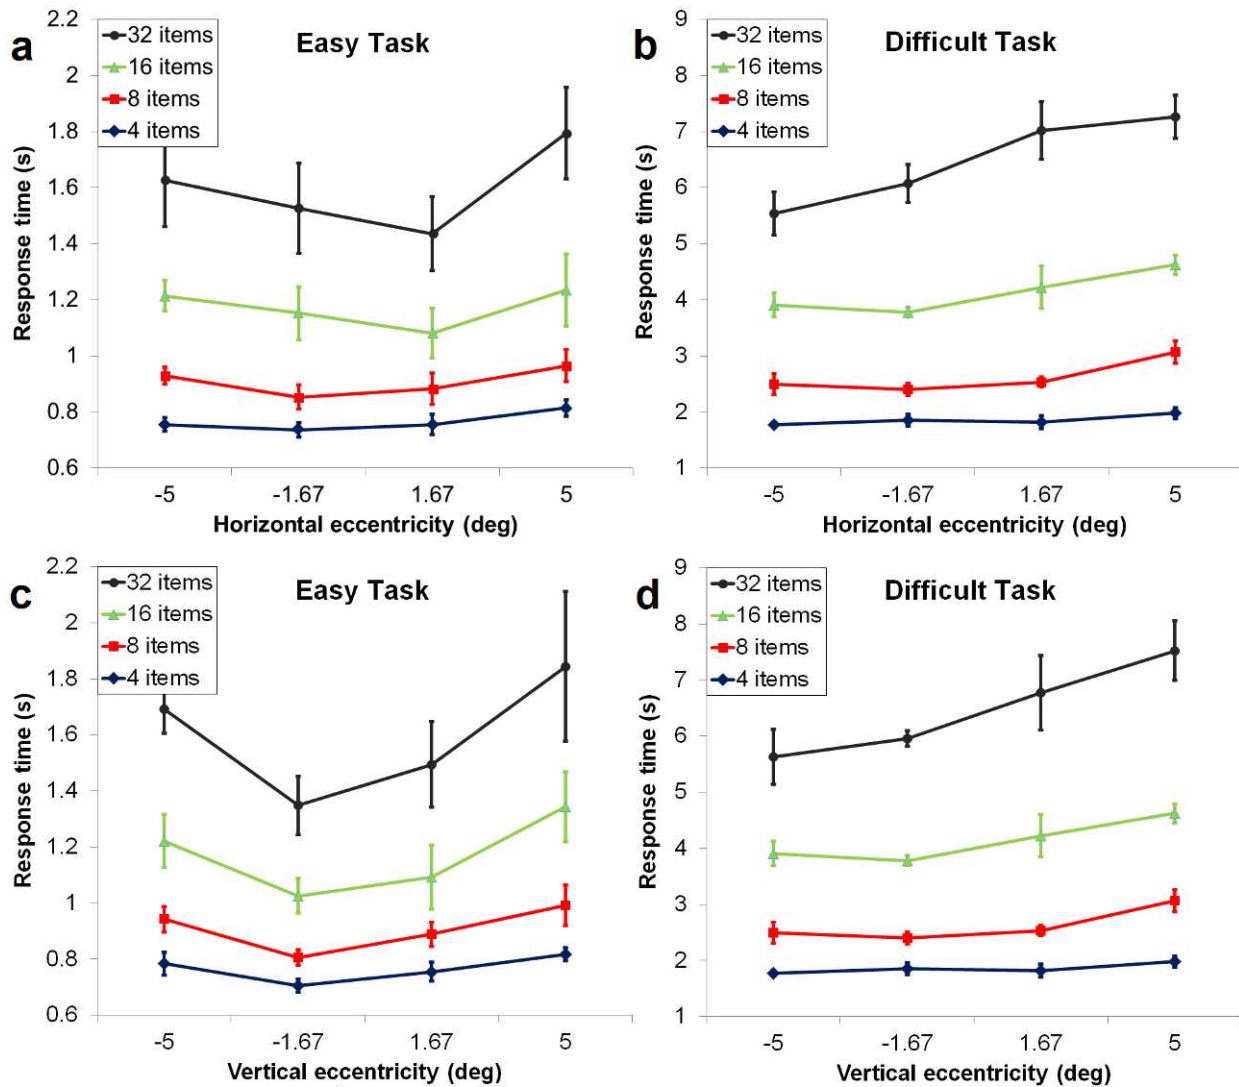 a
Easy Task
32 items
16 items
8 items
4 items
2.2
2
1.8
1.6
1.4
1.2
1
0.8
0.6
Response time (s)
-5 -1.67 1.67 5
Horizontal eccentricity (deg)
b
Difficult Task
32 items
16 items
8 items
4 items
9
8
7
6
5
4
3
2
1
Response time (s)
-5 -1.67 1.67 5
Horizontal eccentricity (deg)
c
Easy Task
32 items
16 items
8 items
4 items
2.2
2
1.8
1.6
1.4
1.2
1
0.8
0.6
Response time (s)
-5 -1.67 1.67 5
Vertical eccentricity (deg)
d
Difficult Task
32 items
16 items
8 items
4 items
9
8
7
6
5
4
3
2
1
Response time (s)
-5 -1.67 1.67 5
Vertical eccentricity (deg)